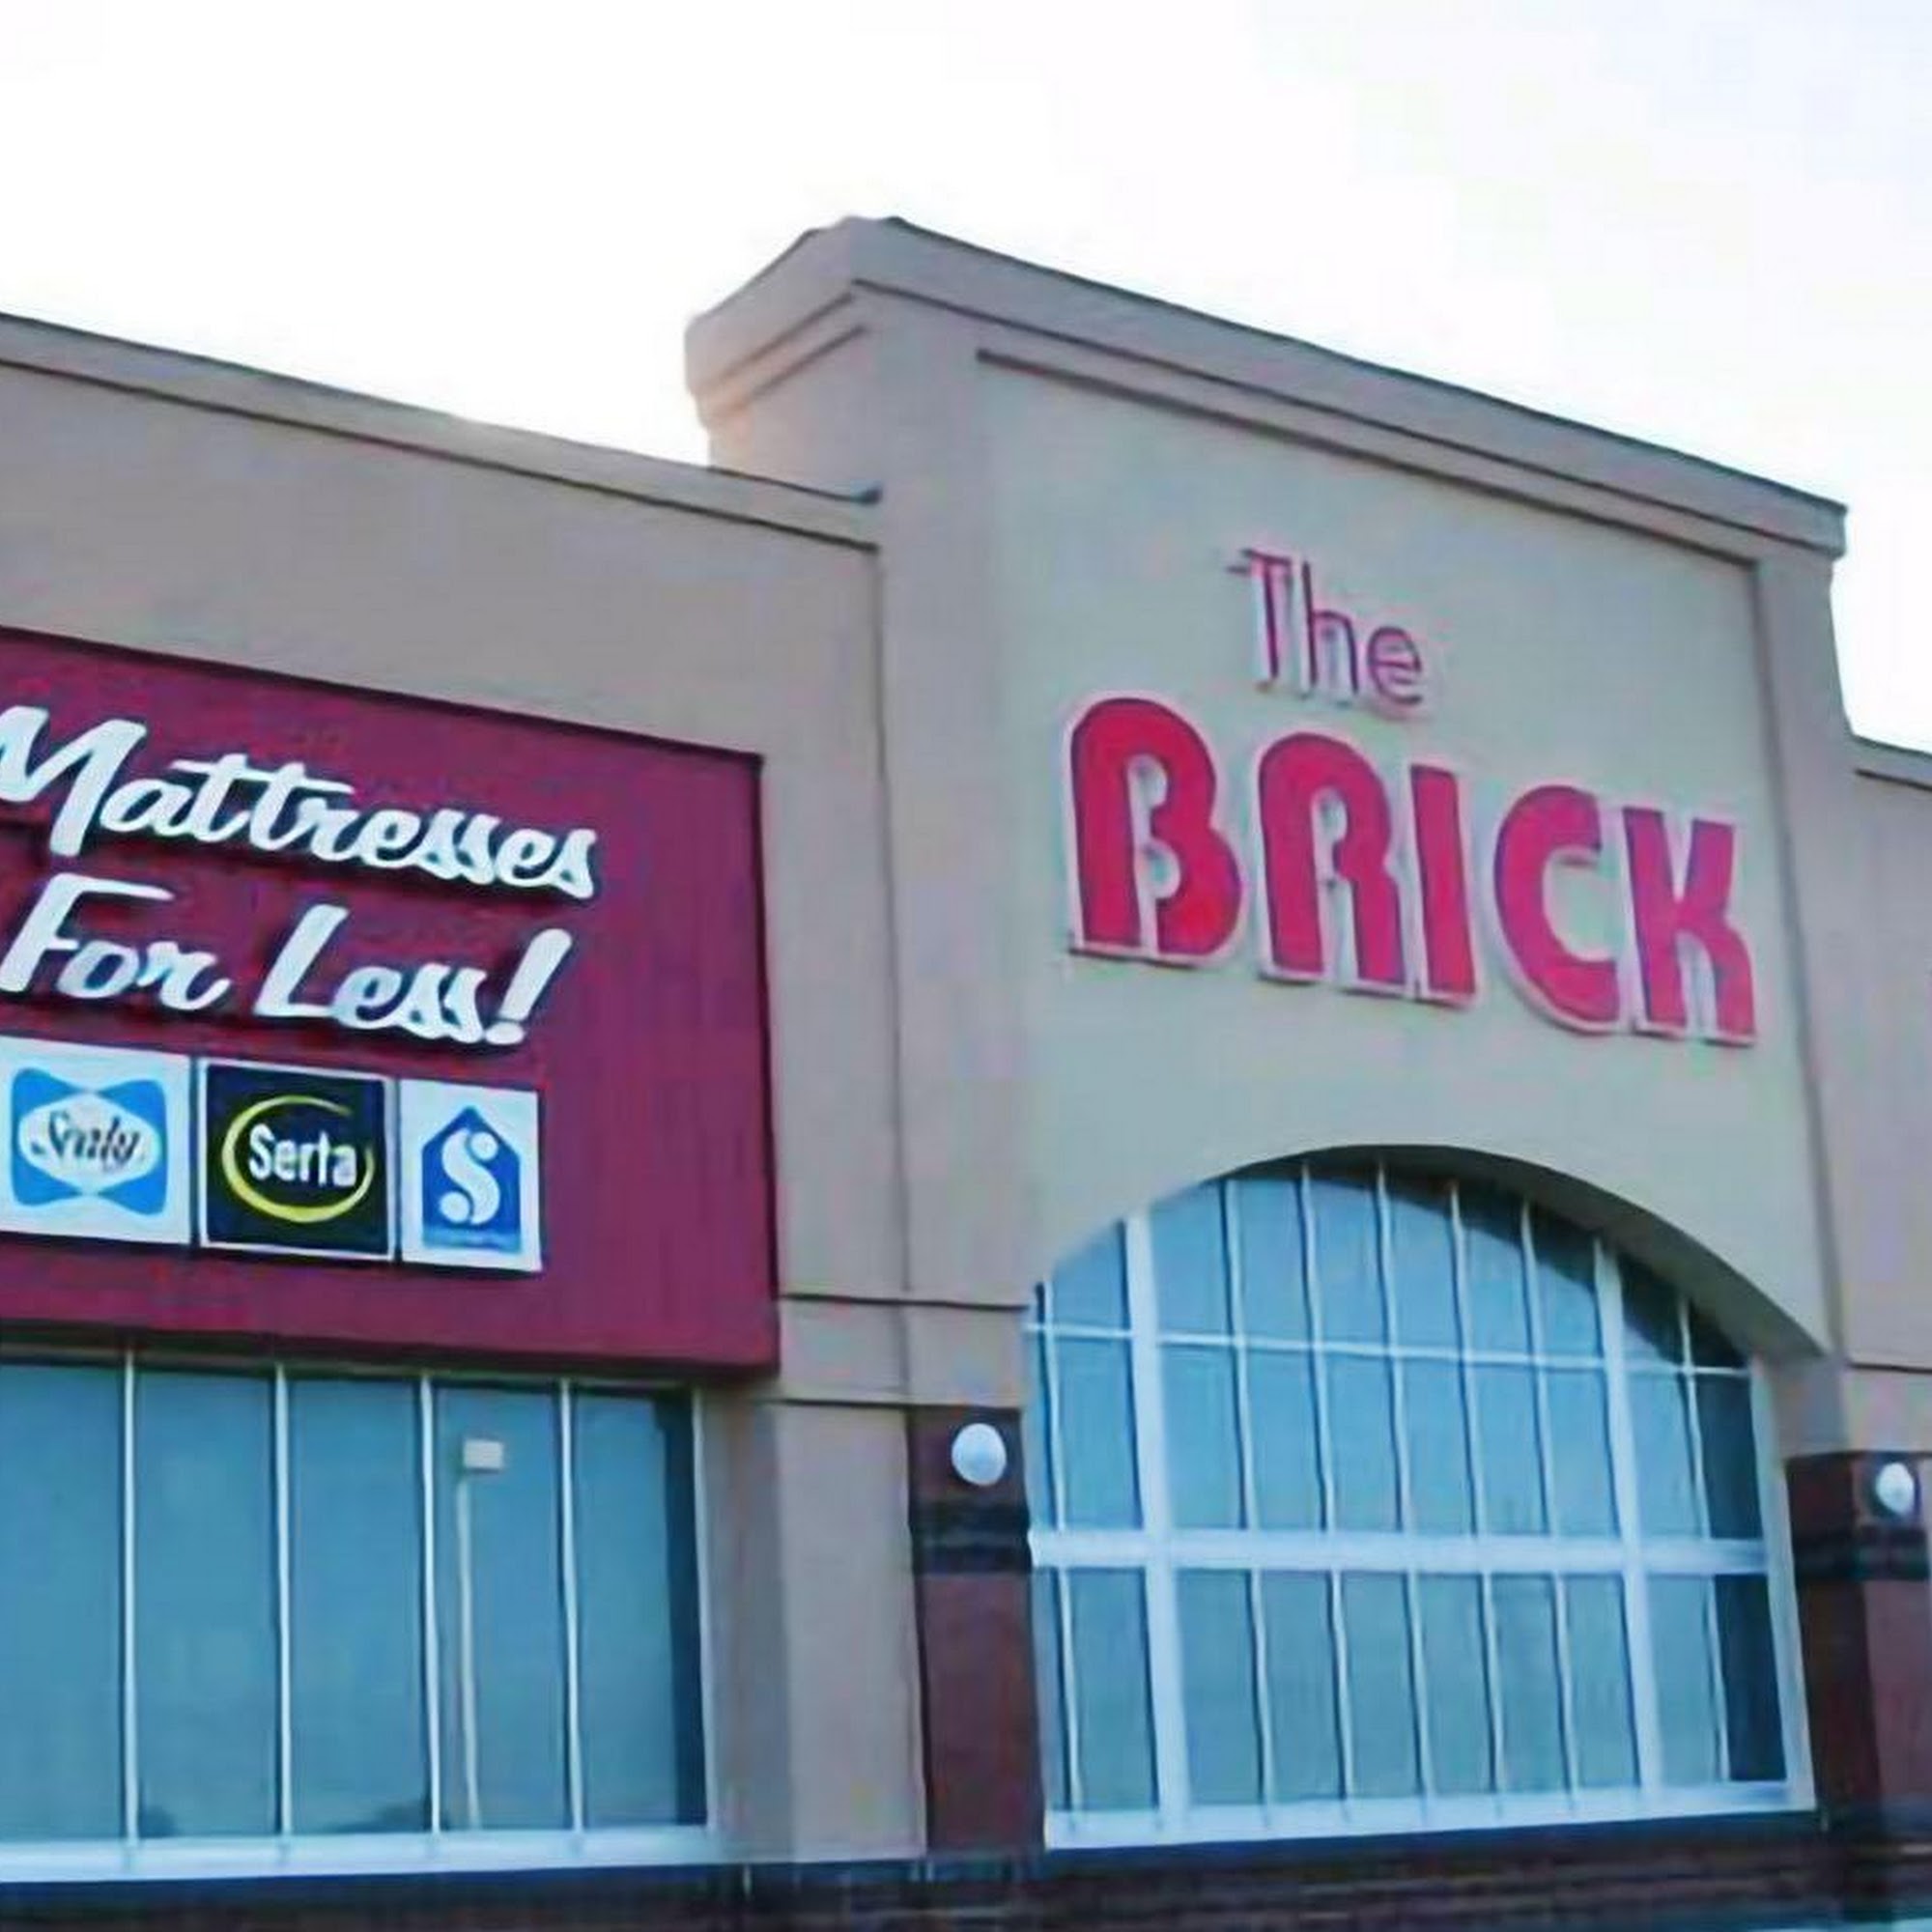 Mattresses
For Less!
Sealy
Serta
S
The
BRICK